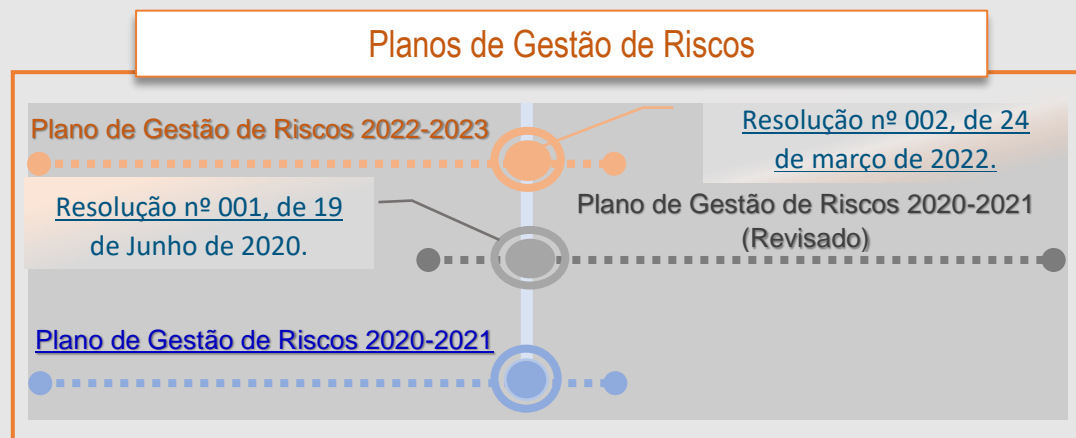 Planos de Gestão de Riscos
Plano de Gestão de Riscos 2022-2023
Resolução nº 002, de 24
de março de 2022.
Resolução nº 001, de 19
de Junho de 2020.
Plano de Gestão de Riscos 2020-2021
(Revisado)
Plano de Gestão de Riscos 2020-2021